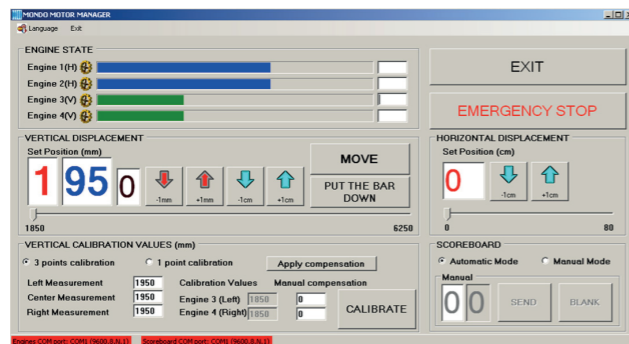 MONDO MOTOR MANAGER
Language Exit
ENGINE STATE
Engine 1(H)
Engine 2(H)
Engine 3(V)
Engine 4(V)
EXIT
EMERGENCY STOP
VERTICAL DISPLACEMENT
Set Position (mm)
1 95 0
-1mm +1mm -1cm +1cm
MOVE
PUT THE BAR
DOWN
1850 6250
HORIZONTAL DISPLACEMENT
Set Position (cm)
0
-1cm +1cm
0 80
VERTICAL CALIBRATION VALUES (mm)
3 points calibration 1 point calibration Apply compensation
Left Measurement 1950 Calibration Values Manual compensation
Center Measurement 1950 Engine 3 (Left) 1850 0
Right Measurement 1950 Engine 4 (Right) 1850 0
CALIBRATE
SCOREBOARD
Automatic Mode Manual Mode
Manual
0 0 SEND BLANK
Engines COM port: COM1 (9600,8,N,1) Scoreboard COM port: COM1 (9600,8,N,1)